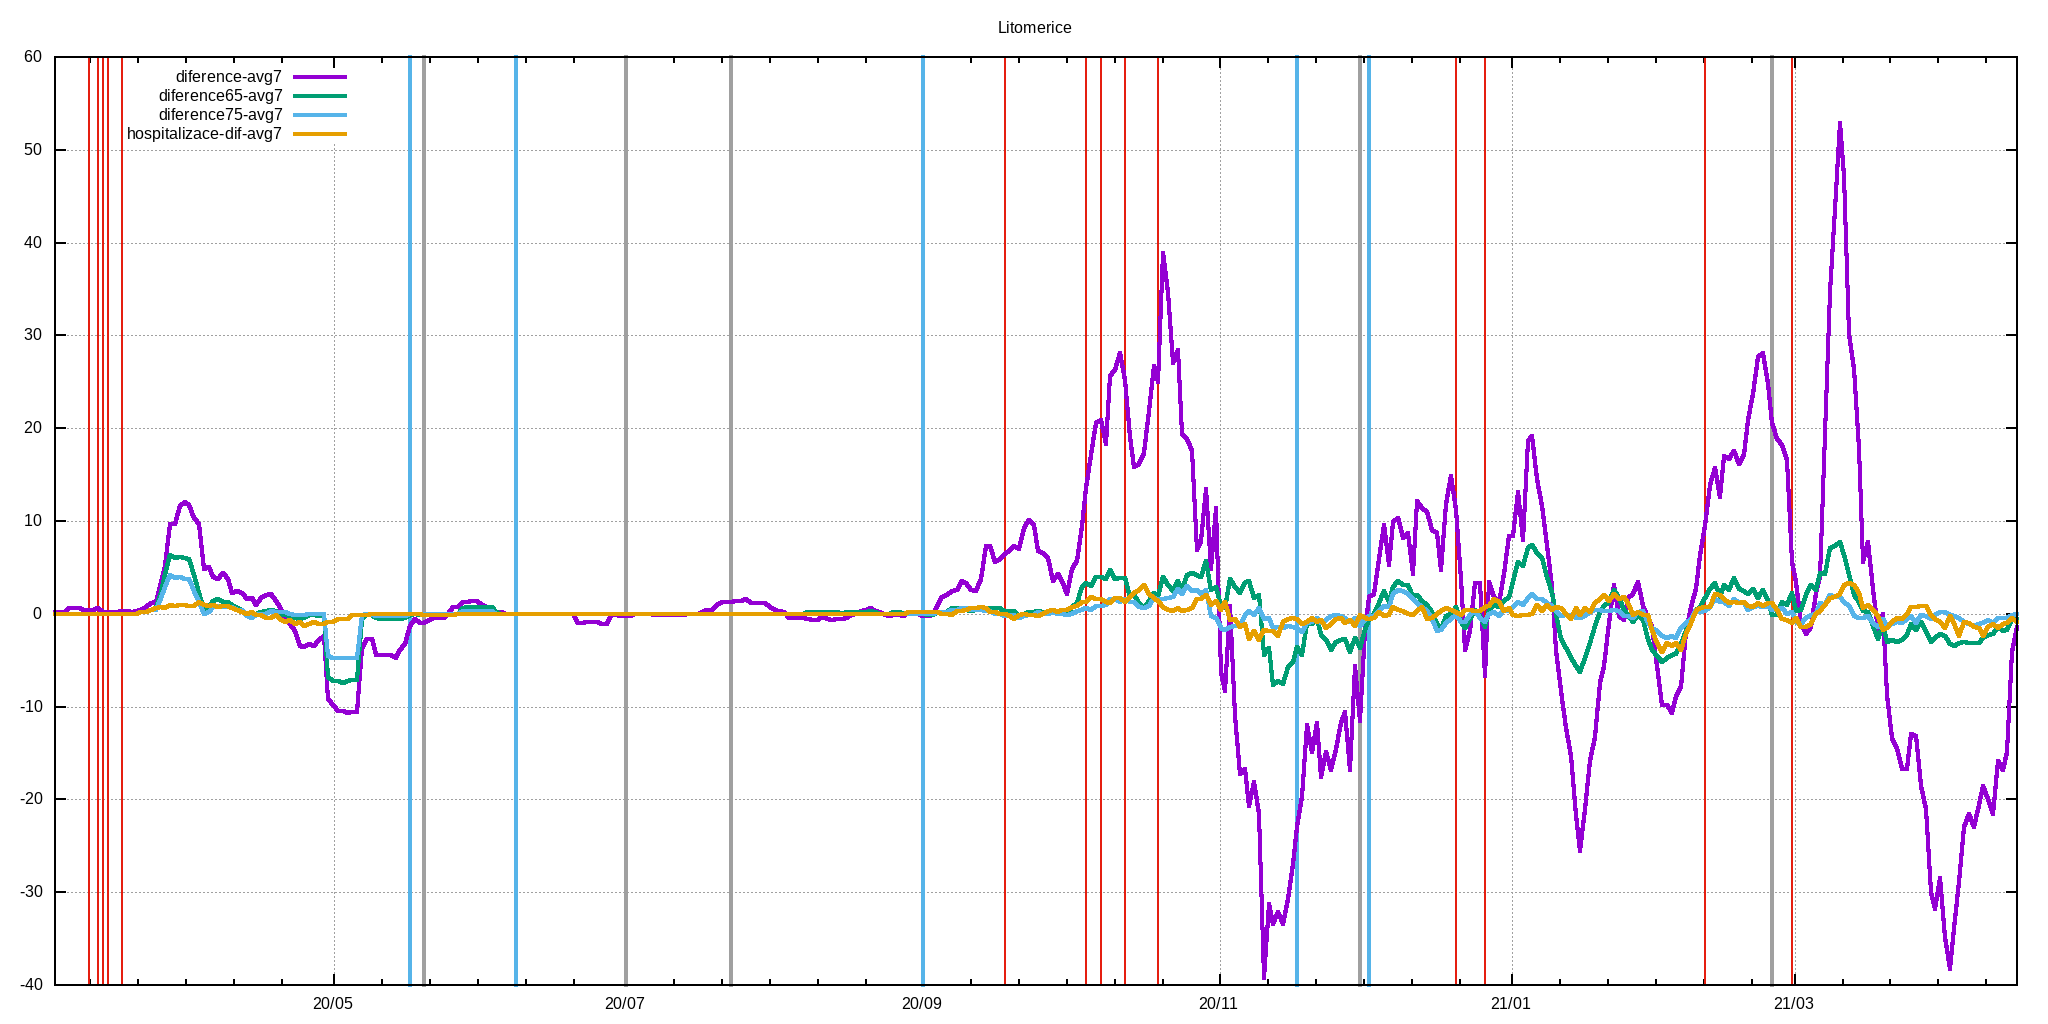 Litomerice
diference-avg7
diference65-avg7
diference75-avg7
hospitalizace-dif-avg7
60
50
40
30
20
10
0
-10
-20
-30
-40
20/05 20/07 20/09 20/11 21/01 21/03